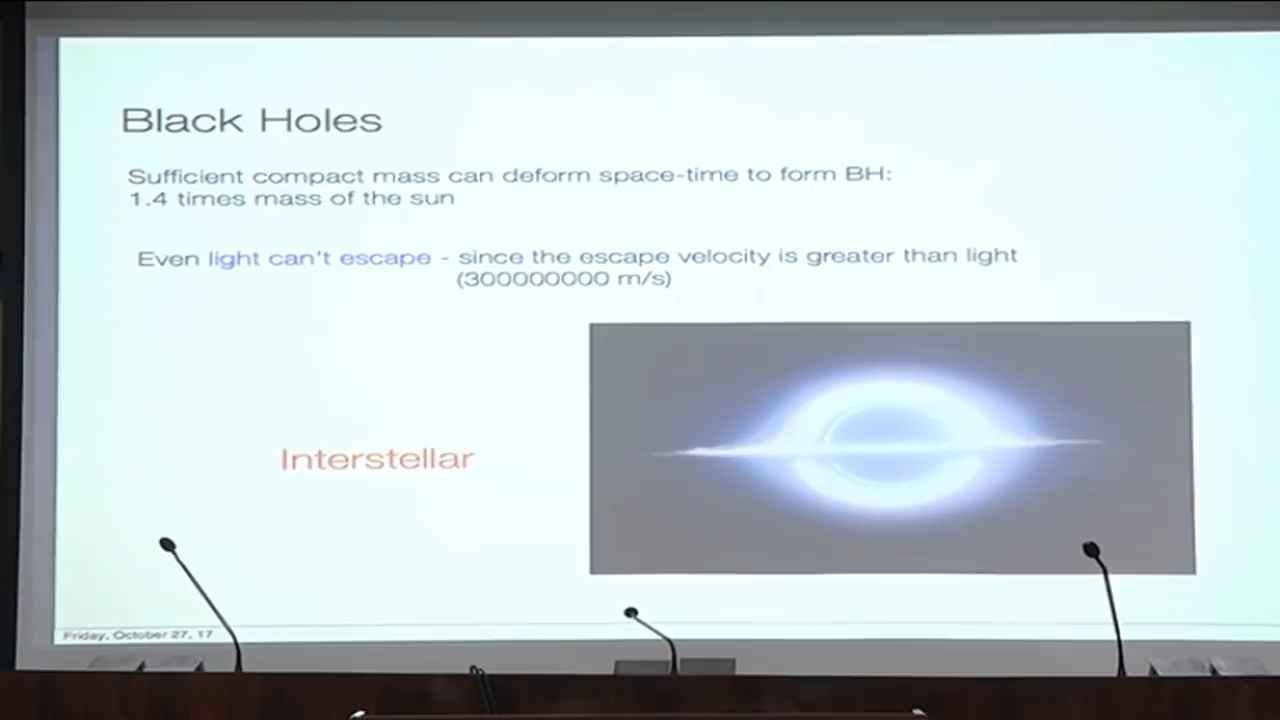 Black Holes
Sufficient compact mass can deform space-time to form BH:
1.4 times mass of the sun
Even light can't escape - since the escape velocity is greater than light
(300000000 m/s)
Interstellar
Friday, October 27, 17